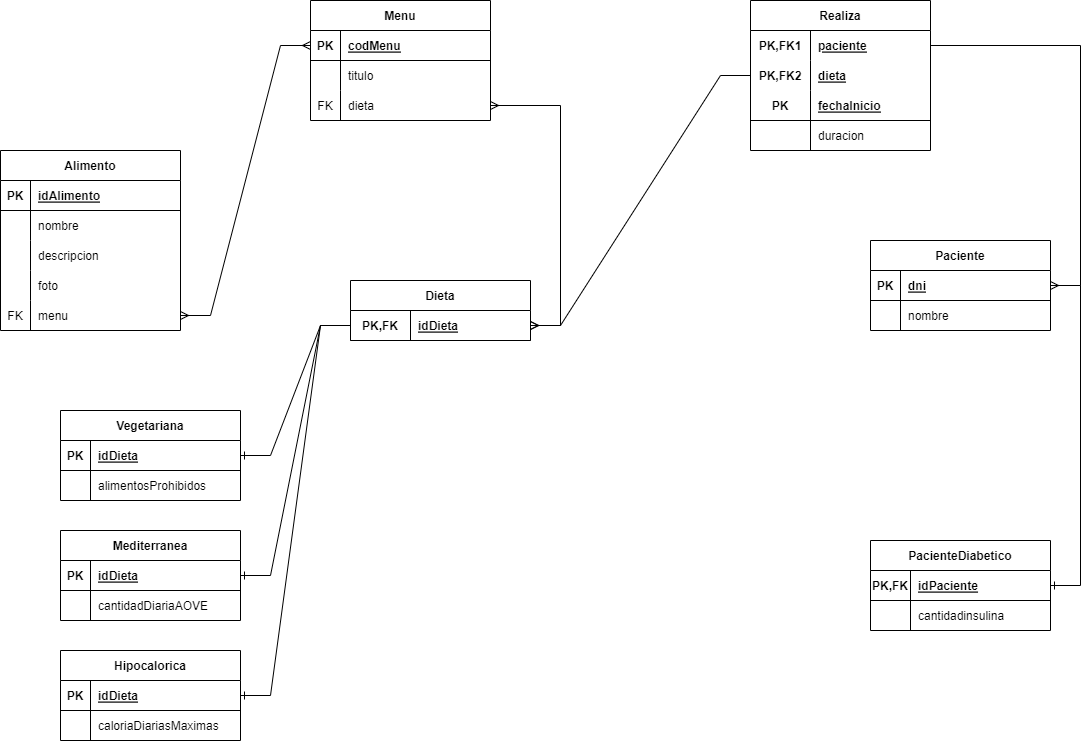 Menu
PK codMenu
titulo
FK dieta
Realiza
PK,FK1 paciente
PK,FK2 dieta
PK fechaInicio
duracion
Alimento
PK idAlimento
nombre
descripcion
foto
FK menu
Paciente
PK dni
nombre
Dieta
PK,FK idDieta
Vegetariana
PK idDieta
alimentosProhibidos
Mediterranea
PK idDieta
cantidadDiariaAOVE
PacienteDiabetico
PK,FK idPaciente
cantidadinsulina
Hipocalorica
PK idDieta
caloriaDiariasMaximas